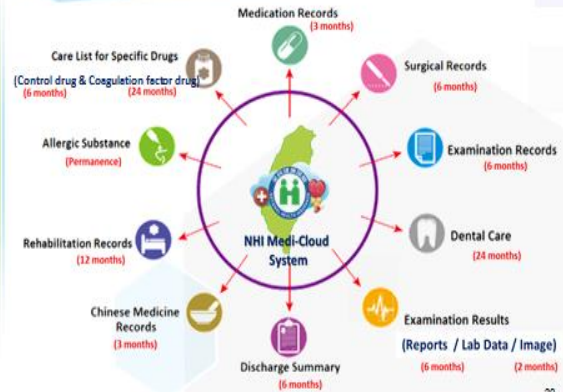 Medication Records
(3 months)
Care List for Specific Drugs
(Control drug & Coagulation factor drug)
(6 months) (24 months)
Surgical Records
(6 months)
Allergic Substance
(Permanence)
Examination Records
(6 months)
NHI Medi-Cloud
System
Rehabilitation Records
(12 months)
Dental Care
(24 months)
Chinese Medicine
Records
(3 months)
Examination Results
(Reports / Lab Data / Image)
(6 months) (2 months)
Discharge Summary
(6 months)